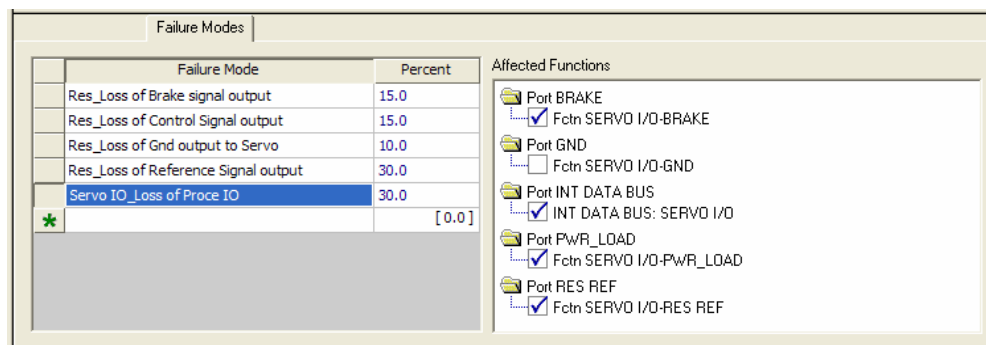 Failure Modes
Failure Mode Percent
Res_Loss of Brake signal output 15.0
Res_Loss of Control Signal output 15.0
Res_Loss of Gnd output to Servo 10.0
Res_Loss of Reference Signal output 30.0
Servo IO_Loss of Proce IO 30.0
* [ 0.0 ]
Affected Functions
Port BRAKE
Fctn SERVO I/O-BRAKE
Port GND
Fctn SERVO I/O-GND
Port INT DATA BUS
INT DATA BUS: SERVO I/O
Port PWR_LOAD
Fctn SERVO I/O-PWR_LOAD
Port RES REF
Fctn SERVO I/O-RES REF